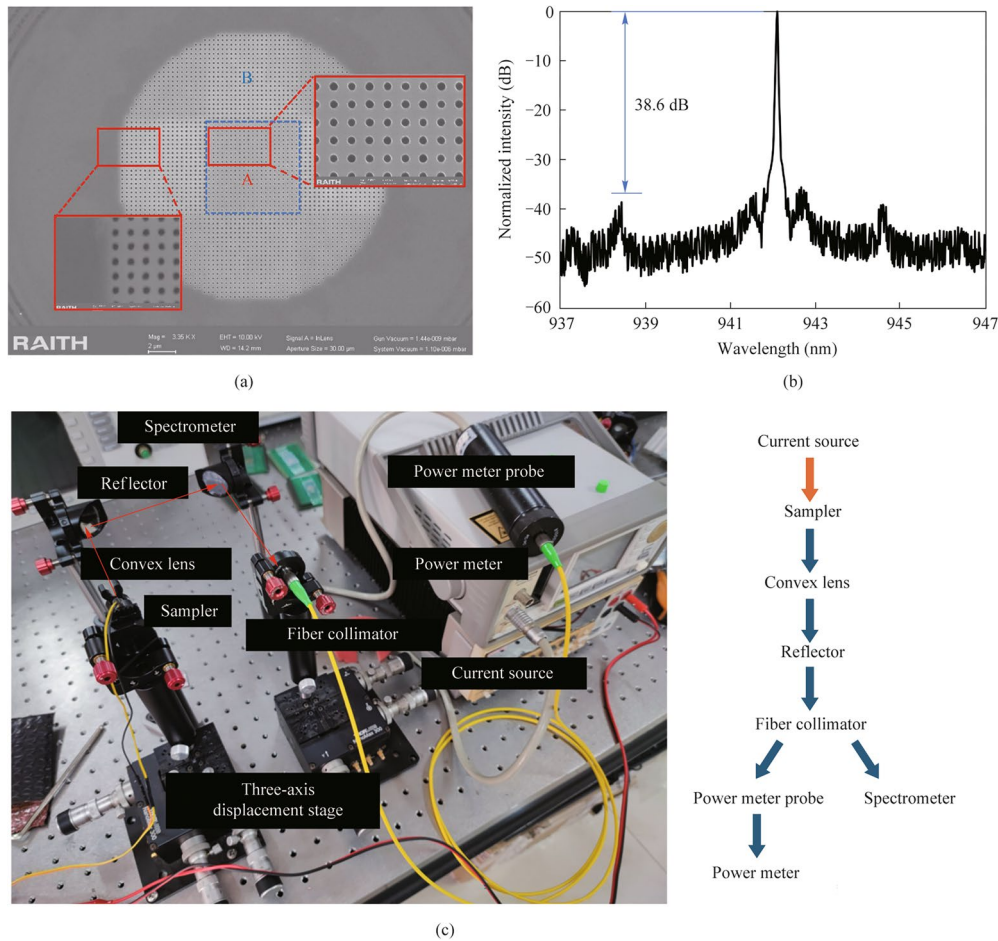 B
A
RAITH
RAITH
RAITH
Mag = 3.35 K X
2 μm
EHT = 10.00 kV
WD = 14.2 mm
Signal A = InLens
Aperture Size = 30.00 μm
Gun Vacuum = 1.44e-009 mbar
System Vacuum = 1.10e-006 mbar
(a)
Normalized intensity (dB)
0
−10
−20
−30
−40
−50
−60
38.6 dB
937
939
941
943
945
947
Wavelength (nm)
(b)
Spectrometer
Reflector
Power meter probe
Convex lens
Power meter
Sampler
Fiber collimator
Current source
Three-axis
displacement stage
Current source
Sampler
Convex lens
Reflector
Fiber collimator
Power meter probe
Spectrometer
Power meter
(c)